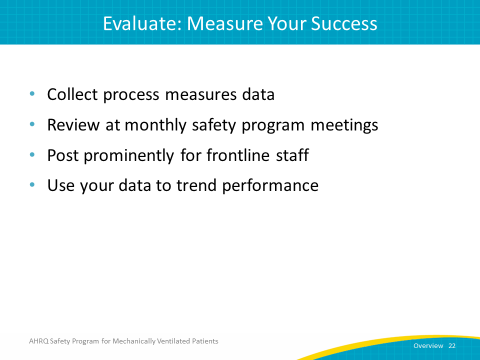 Evaluate: Measure Your Success
• Collect process measures data
• Review at monthly safety program meetings
• Post prominently for frontline staff
• Use your data to trend performance
AHRQ Safety Program for Mechanically Ventilated Patients
Overview 22